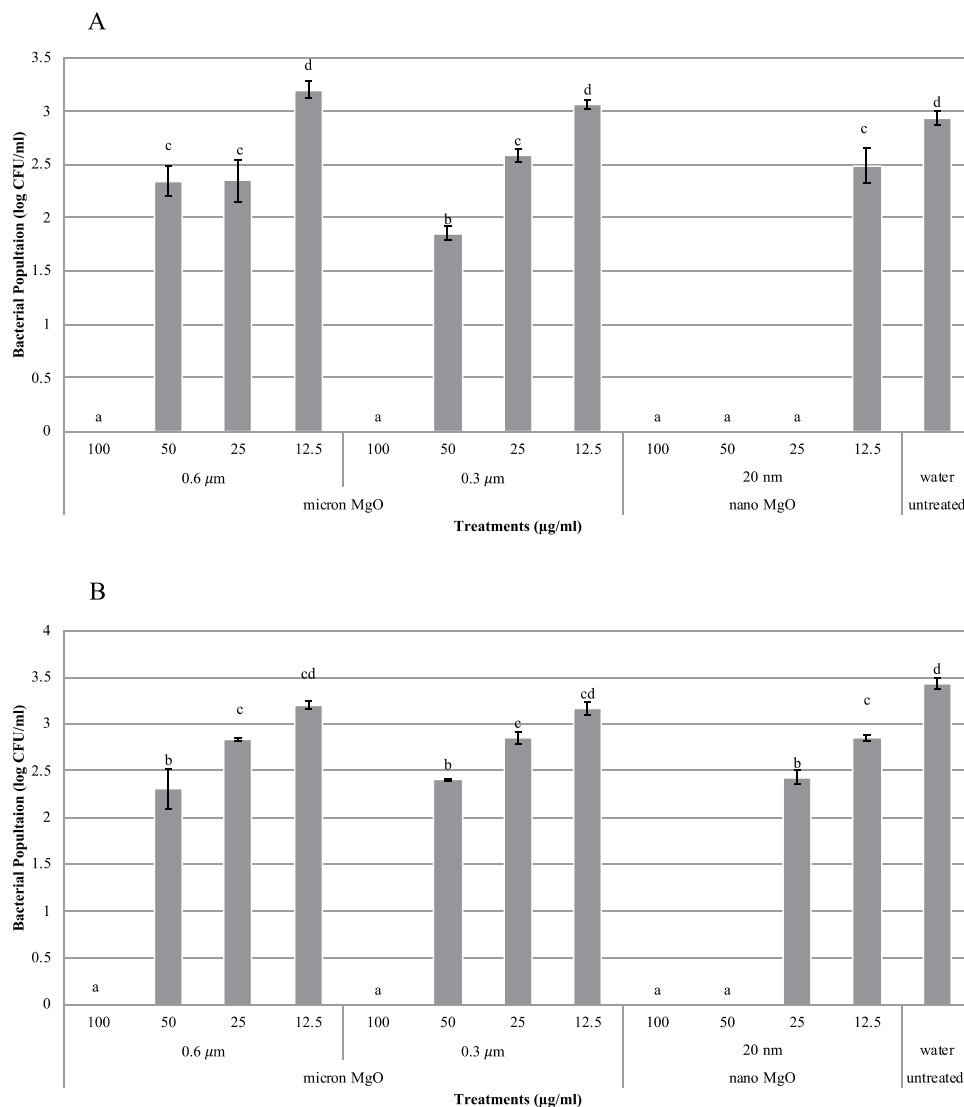 A
3.5
d
d
d
3
c
c
c
c
2.5
b
2
1.5
1
0.5
a
a
a
a
a
0
Bacterial Popultaion (log CFU/ml)
100 50 25 12.5 100 50 25 12.5 100 50 25 12.5 water
0.6 µm 0.3 µm 20 nm
micron MgO nano MgO untreated
Treatments (µg/ml)
B
4
d
3.5
cd
cd
c
c
c
3
b
b
b
2.5
2
1.5
1
0.5
a
a
a
a
0
Bacterial Popultaion (log CFU/ml)
100 50 25 12.5 100 50 25 12.5 100 50 25 12.5
0.6 µm 0.3 µm 20 nm water
micron MgO nano MgO untreated
Treatments (µg/ml)